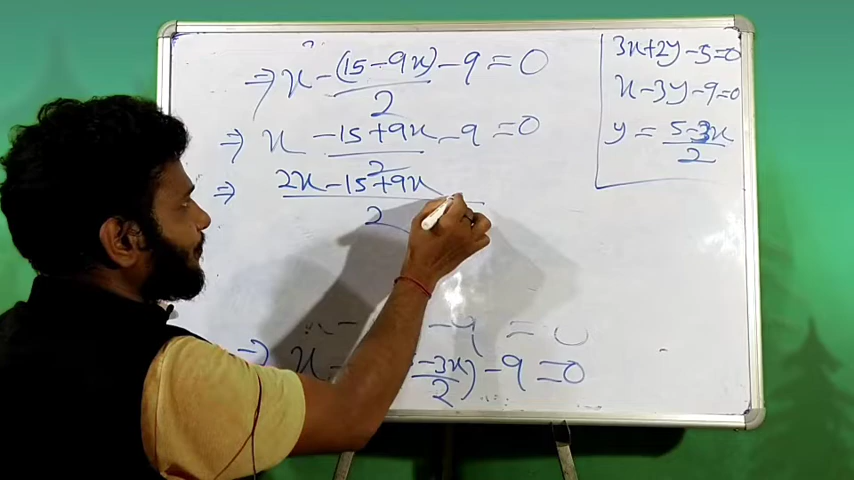 ⇒ x - (15-9x)/2 - 9 = 0
⇒ x -15+9x/2 - 9 = 0
⇒ 2x-15+9x/2
- 9 =
⇒ x -3x/2) - 9 = 0
3x+2y-5=0
x-3y-9=0
y = 5-3x/2